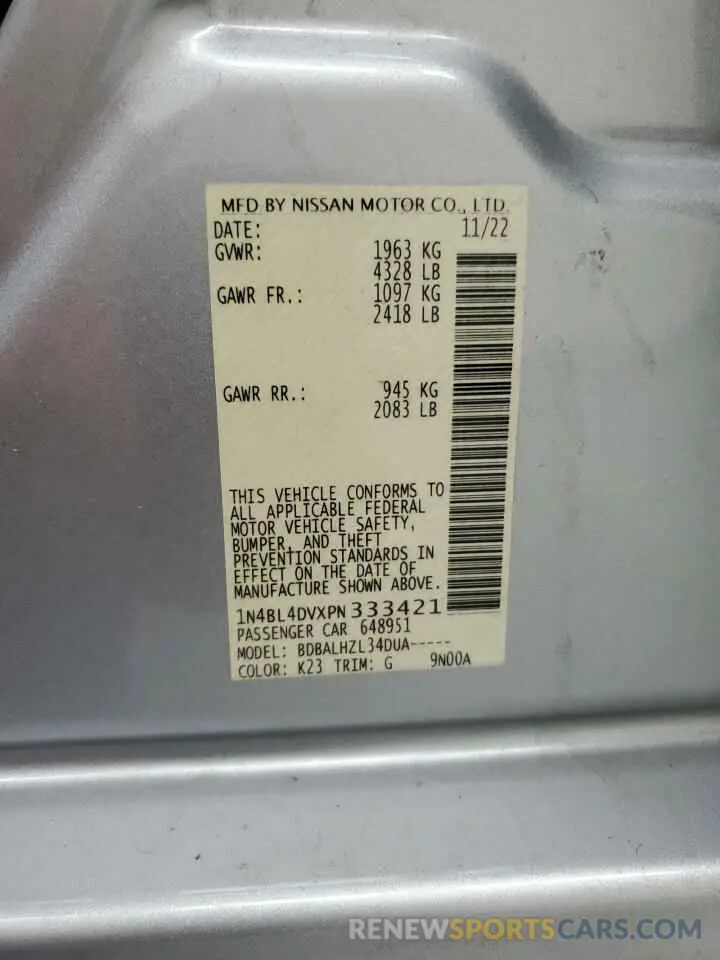 MFD BY NISSAN MOTOR CO., LTD.
DATE: 11/22
GVWR: 1963 KG
4328 LB
GAWR FR.: 1097 KG
2418 LB
GAWR RR.: 945 KG
2083 LB
THIS VEHICLE CONFORMS TO
ALL APPLICABLE FEDERAL
MOTOR VEHICLE SAFETY,
BUMPER, AND THEFT
PREVENTION STANDARDS IN
EFFECT ON THE DATE OF
MANUFACTURE SHOWN ABOVE.
1N4BL4DVXPN333421
PASSENGER CAR 648951
MODEL: BDBALHZL34DUA-----
COLOR: K23 TRIM: G 9N00A
RENEWSPORTSCARS.COM